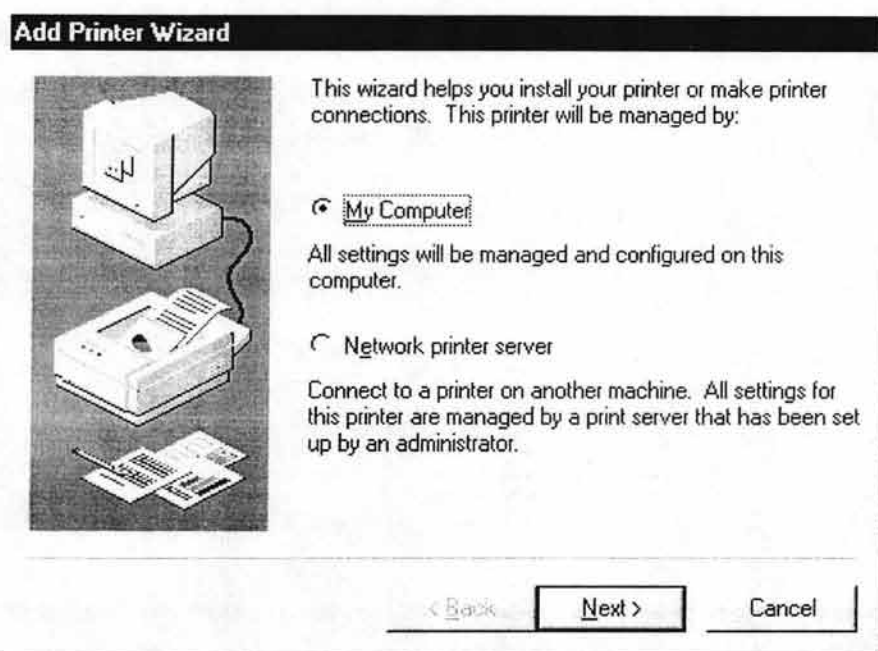 Add Printer Wizard
This wizard helps you install your printer or make printer
connections. This printer will be managed by:
My Computer
All settings will be managed and configured on this
computer.
Network printer server
Connect to a printer on another machine. All settings for
this printer are managed by a print server that has been set
up by an administrator.
< Back
Next >
Cancel